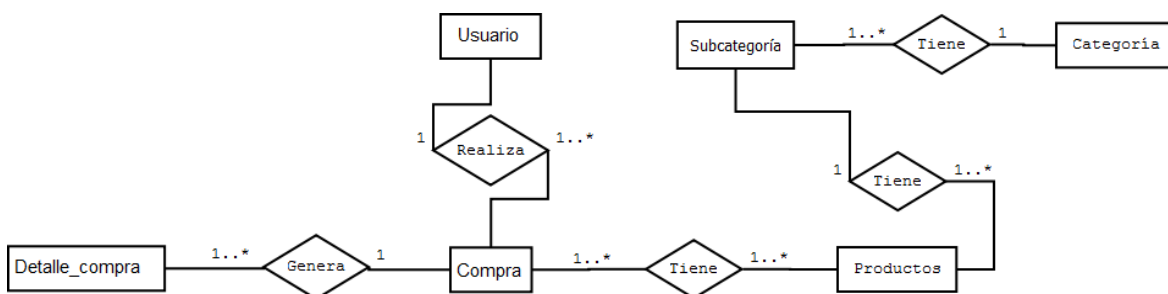 Usuario
Subcategoría
1..*
Tiene
1
Categoría
1
Realiza
1..*
1
Tiene
1..*
Detalle_compra
1..*
Genera
1
Compra
1..*
Tiene
1..*
Productos